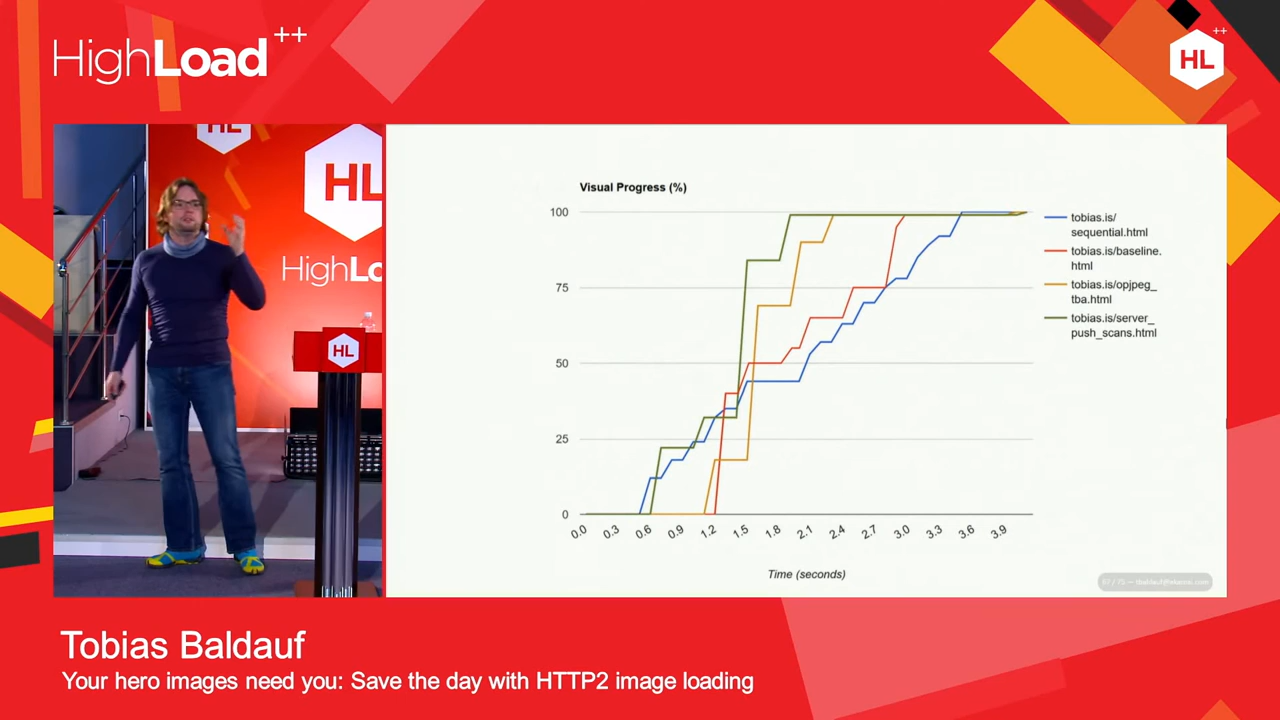 HighLoad++
HL++
HL
HL
HighLo
HL
Visual Progress (%)
100
75
50
25
0
0.0 0.3 0.6 0.9 1.2 1.5 1.8 2.1 2.4 2.7 3.0 3.3 3.6 3.9
Time (seconds)
tobias.is/
sequential.html
tobias.is/baseline.
html
tobias.is/opjpeg_
tba.html
tobias.is/server_
push_scans.html
Tobias Baldauf
Your hero images need you: Save the day with HTTP2 image loading